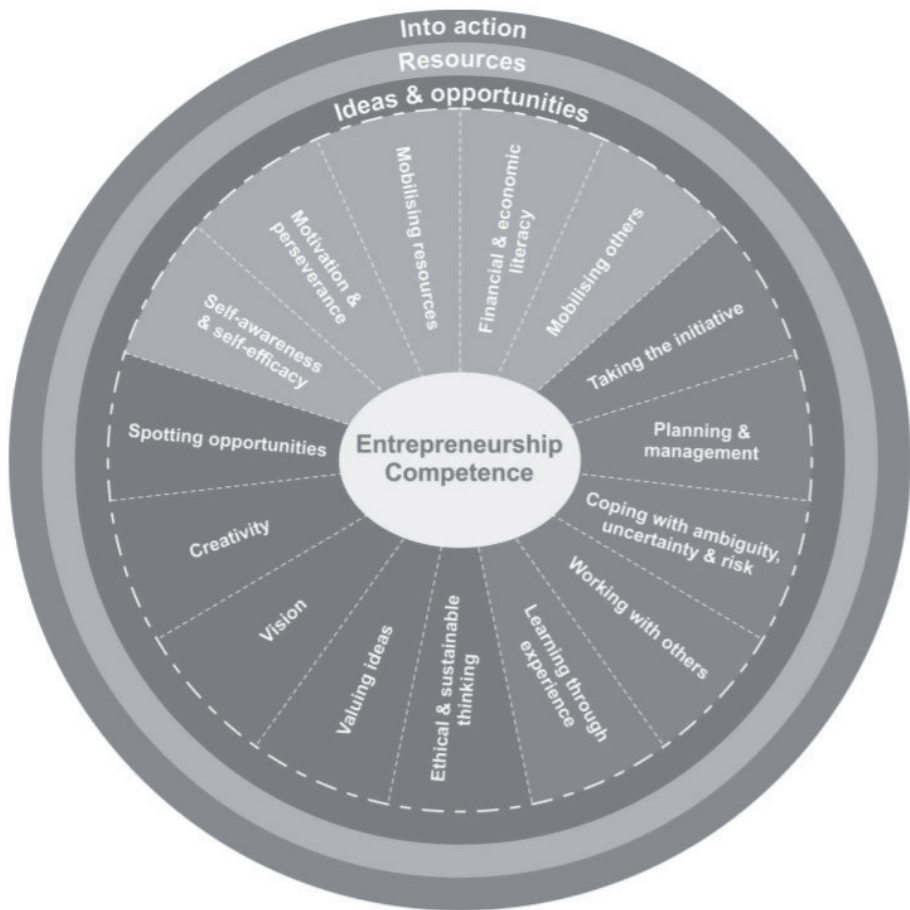 Into action
Resources
Ideas & opportunities
Mobilising resources
Financial & economic
literacy
Mobilising others
Motivation &
perseverance
Self-awareness
& self-efficacy
Taking the initiative
Planning &
management
Coping with ambiguity,
uncertainty & risk
Working with others
Learning through
experience
Ethical & sustainable
thinking
Valuing ideas
Vision
Creativity
Spotting opportunities
Entrepreneurship
Competence